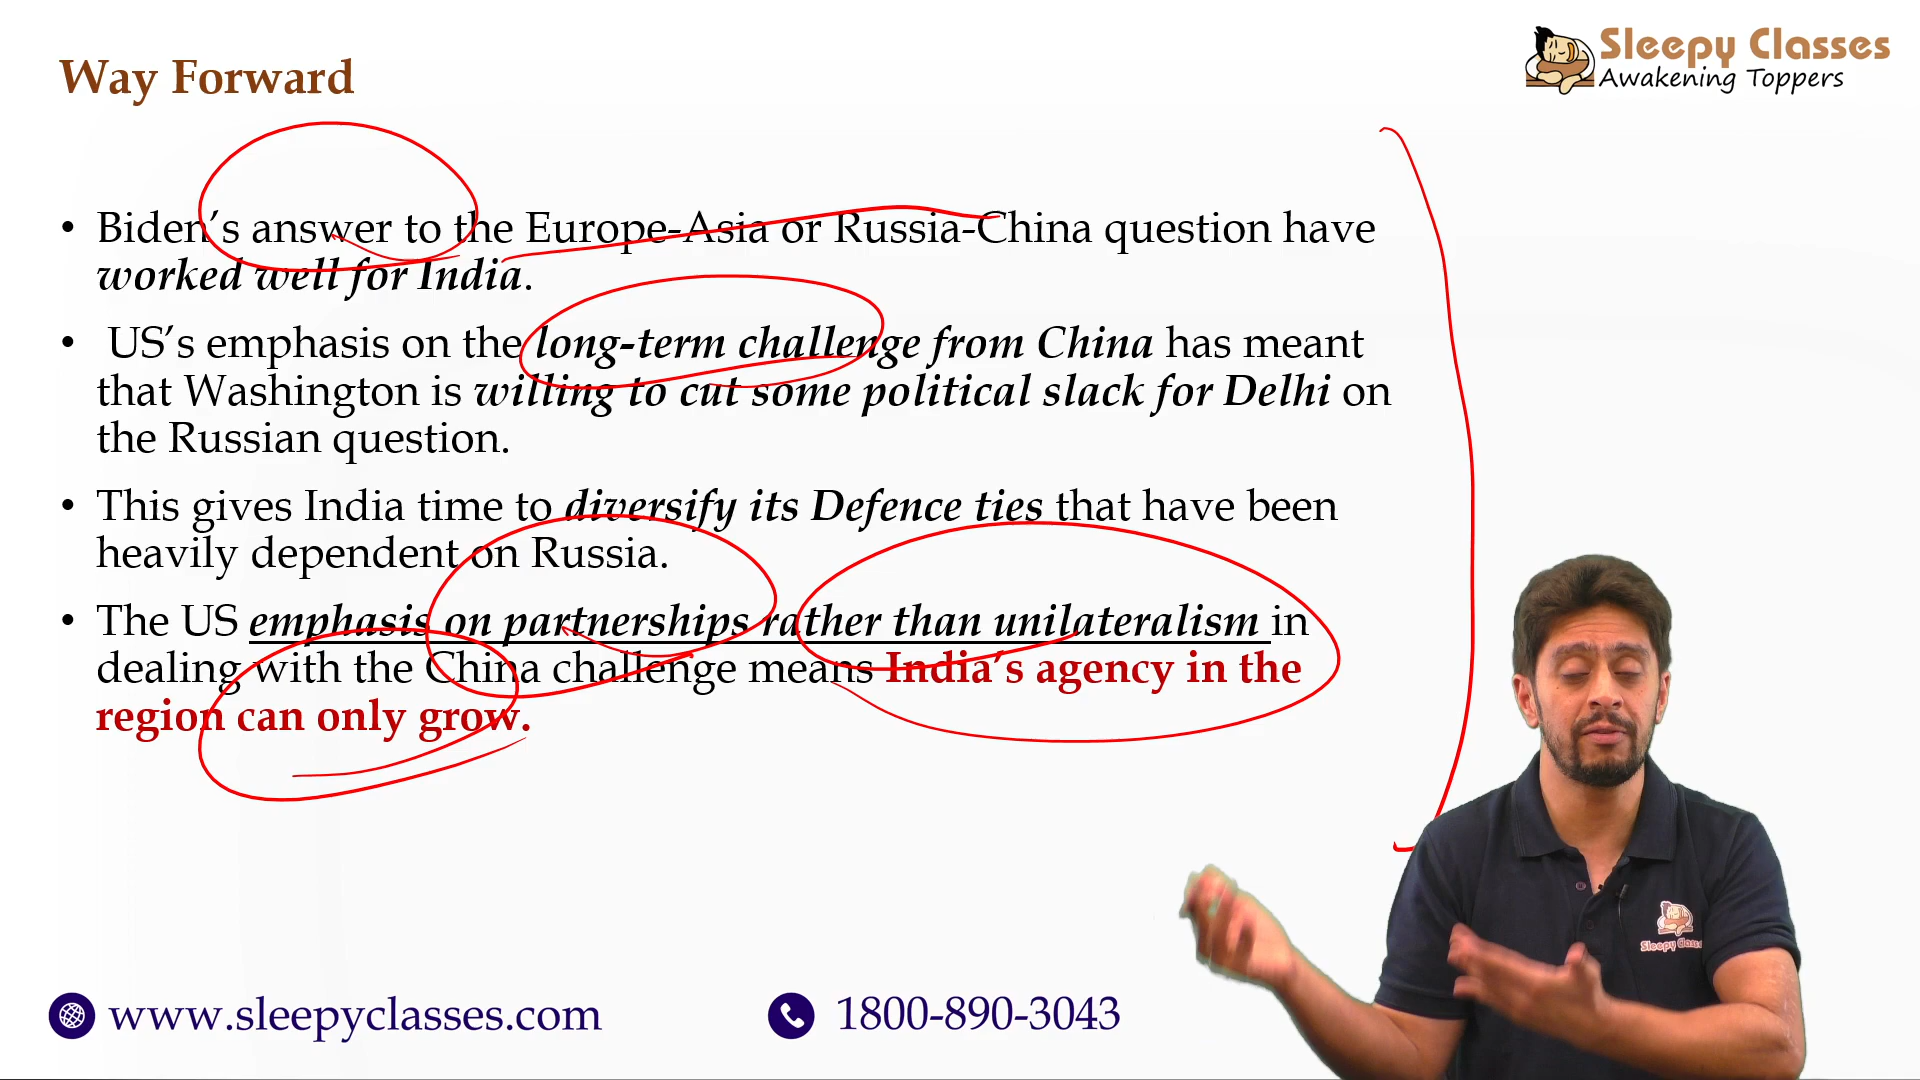 Way Forward
Sleepy Classes
Awakening Toppers
• Biden’s answer to the Europe-Asia or Russia-China question have
worked well for India.
• US’s emphasis on the long-term challenge from China has meant
that Washington is willing to cut some political slack for Delhi on
the Russian question.
• This gives India time to diversify its Defence ties that have been
heavily dependent on Russia.
• The US emphasis on partnerships rather than unilateralism in
dealing with the China challenge means India’s agency in the
region can only grow.
Sleepy Classes
www.sleepyclasses.com
1800-890-3043